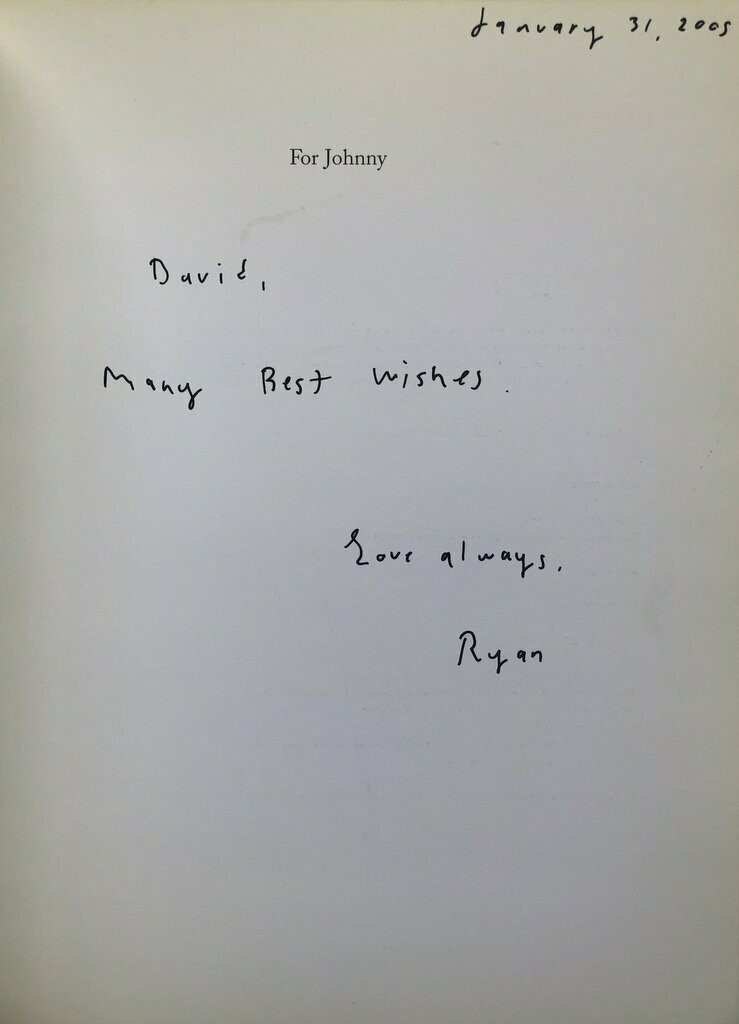 January 31, 2005
For Johnny
David,
Many Best Wishes.
Love always,
Ryan